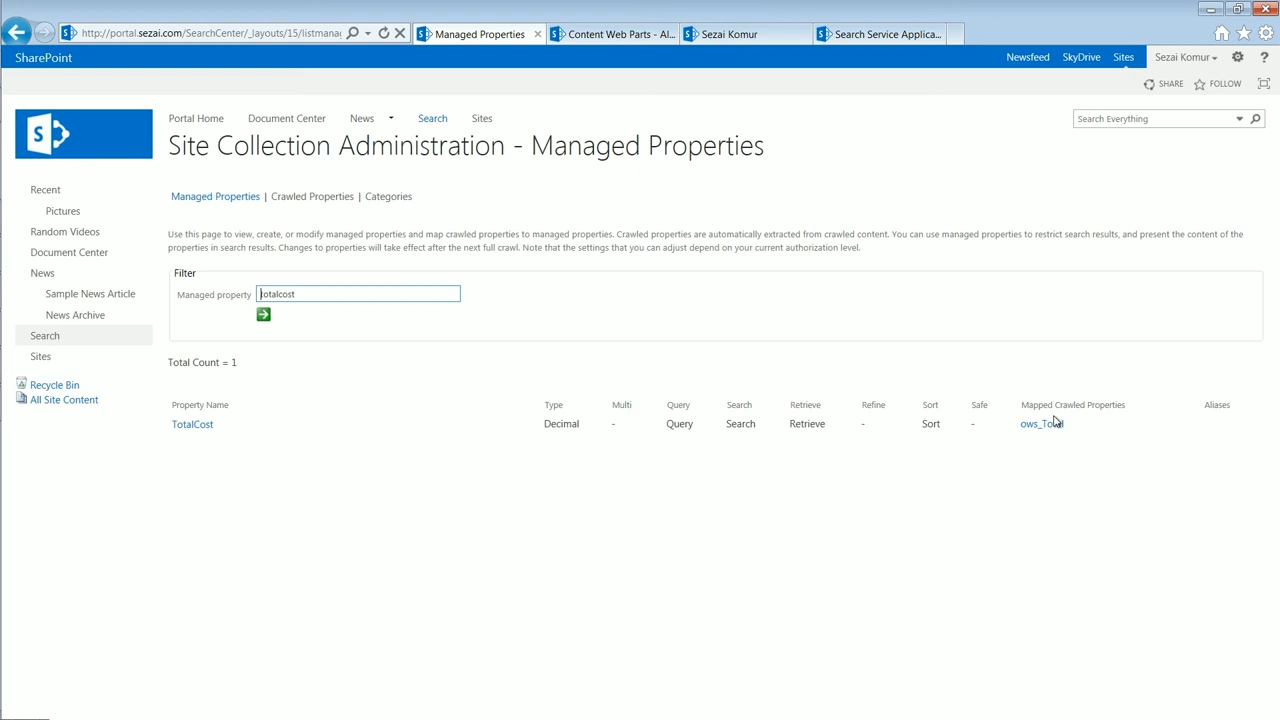 http://portal.sezai.com/SearchCenter/_layouts/15/listmana
Managed Properties
Content Web Parts - Al...
Sezai Komur
Search Service Applica...
SharePoint
Newsfeed SkyDrive Sites Sezai Komur ?
SHARE FOLLOW
S
Portal Home Document Center News Search Sites
Search Everything
Site Collection Administration - Managed Properties
Managed Properties | Crawled Properties | Categories
Use this page to view, create, or modify managed properties and map crawled properties to managed properties. Crawled properties are automatically extracted from crawled content. You can use managed properties to restrict search results, and present the content of the
properties in search results. Changes to properties will take effect after the next full crawl. Note that the settings that you can adjust depend on your current authorization level.
Filter
Managed property totalcost
Total Count = 1
Property Name Type Multi Query Search Retrieve Refine Sort Safe Mapped Crawled Properties Aliases
TotalCost Decimal - Query Search Retrieve - Sort -
Recent
Pictures
Random Videos
Document Center
News
Sample News Article
News Archive
Search
Sites
Recycle Bin
All Site Content